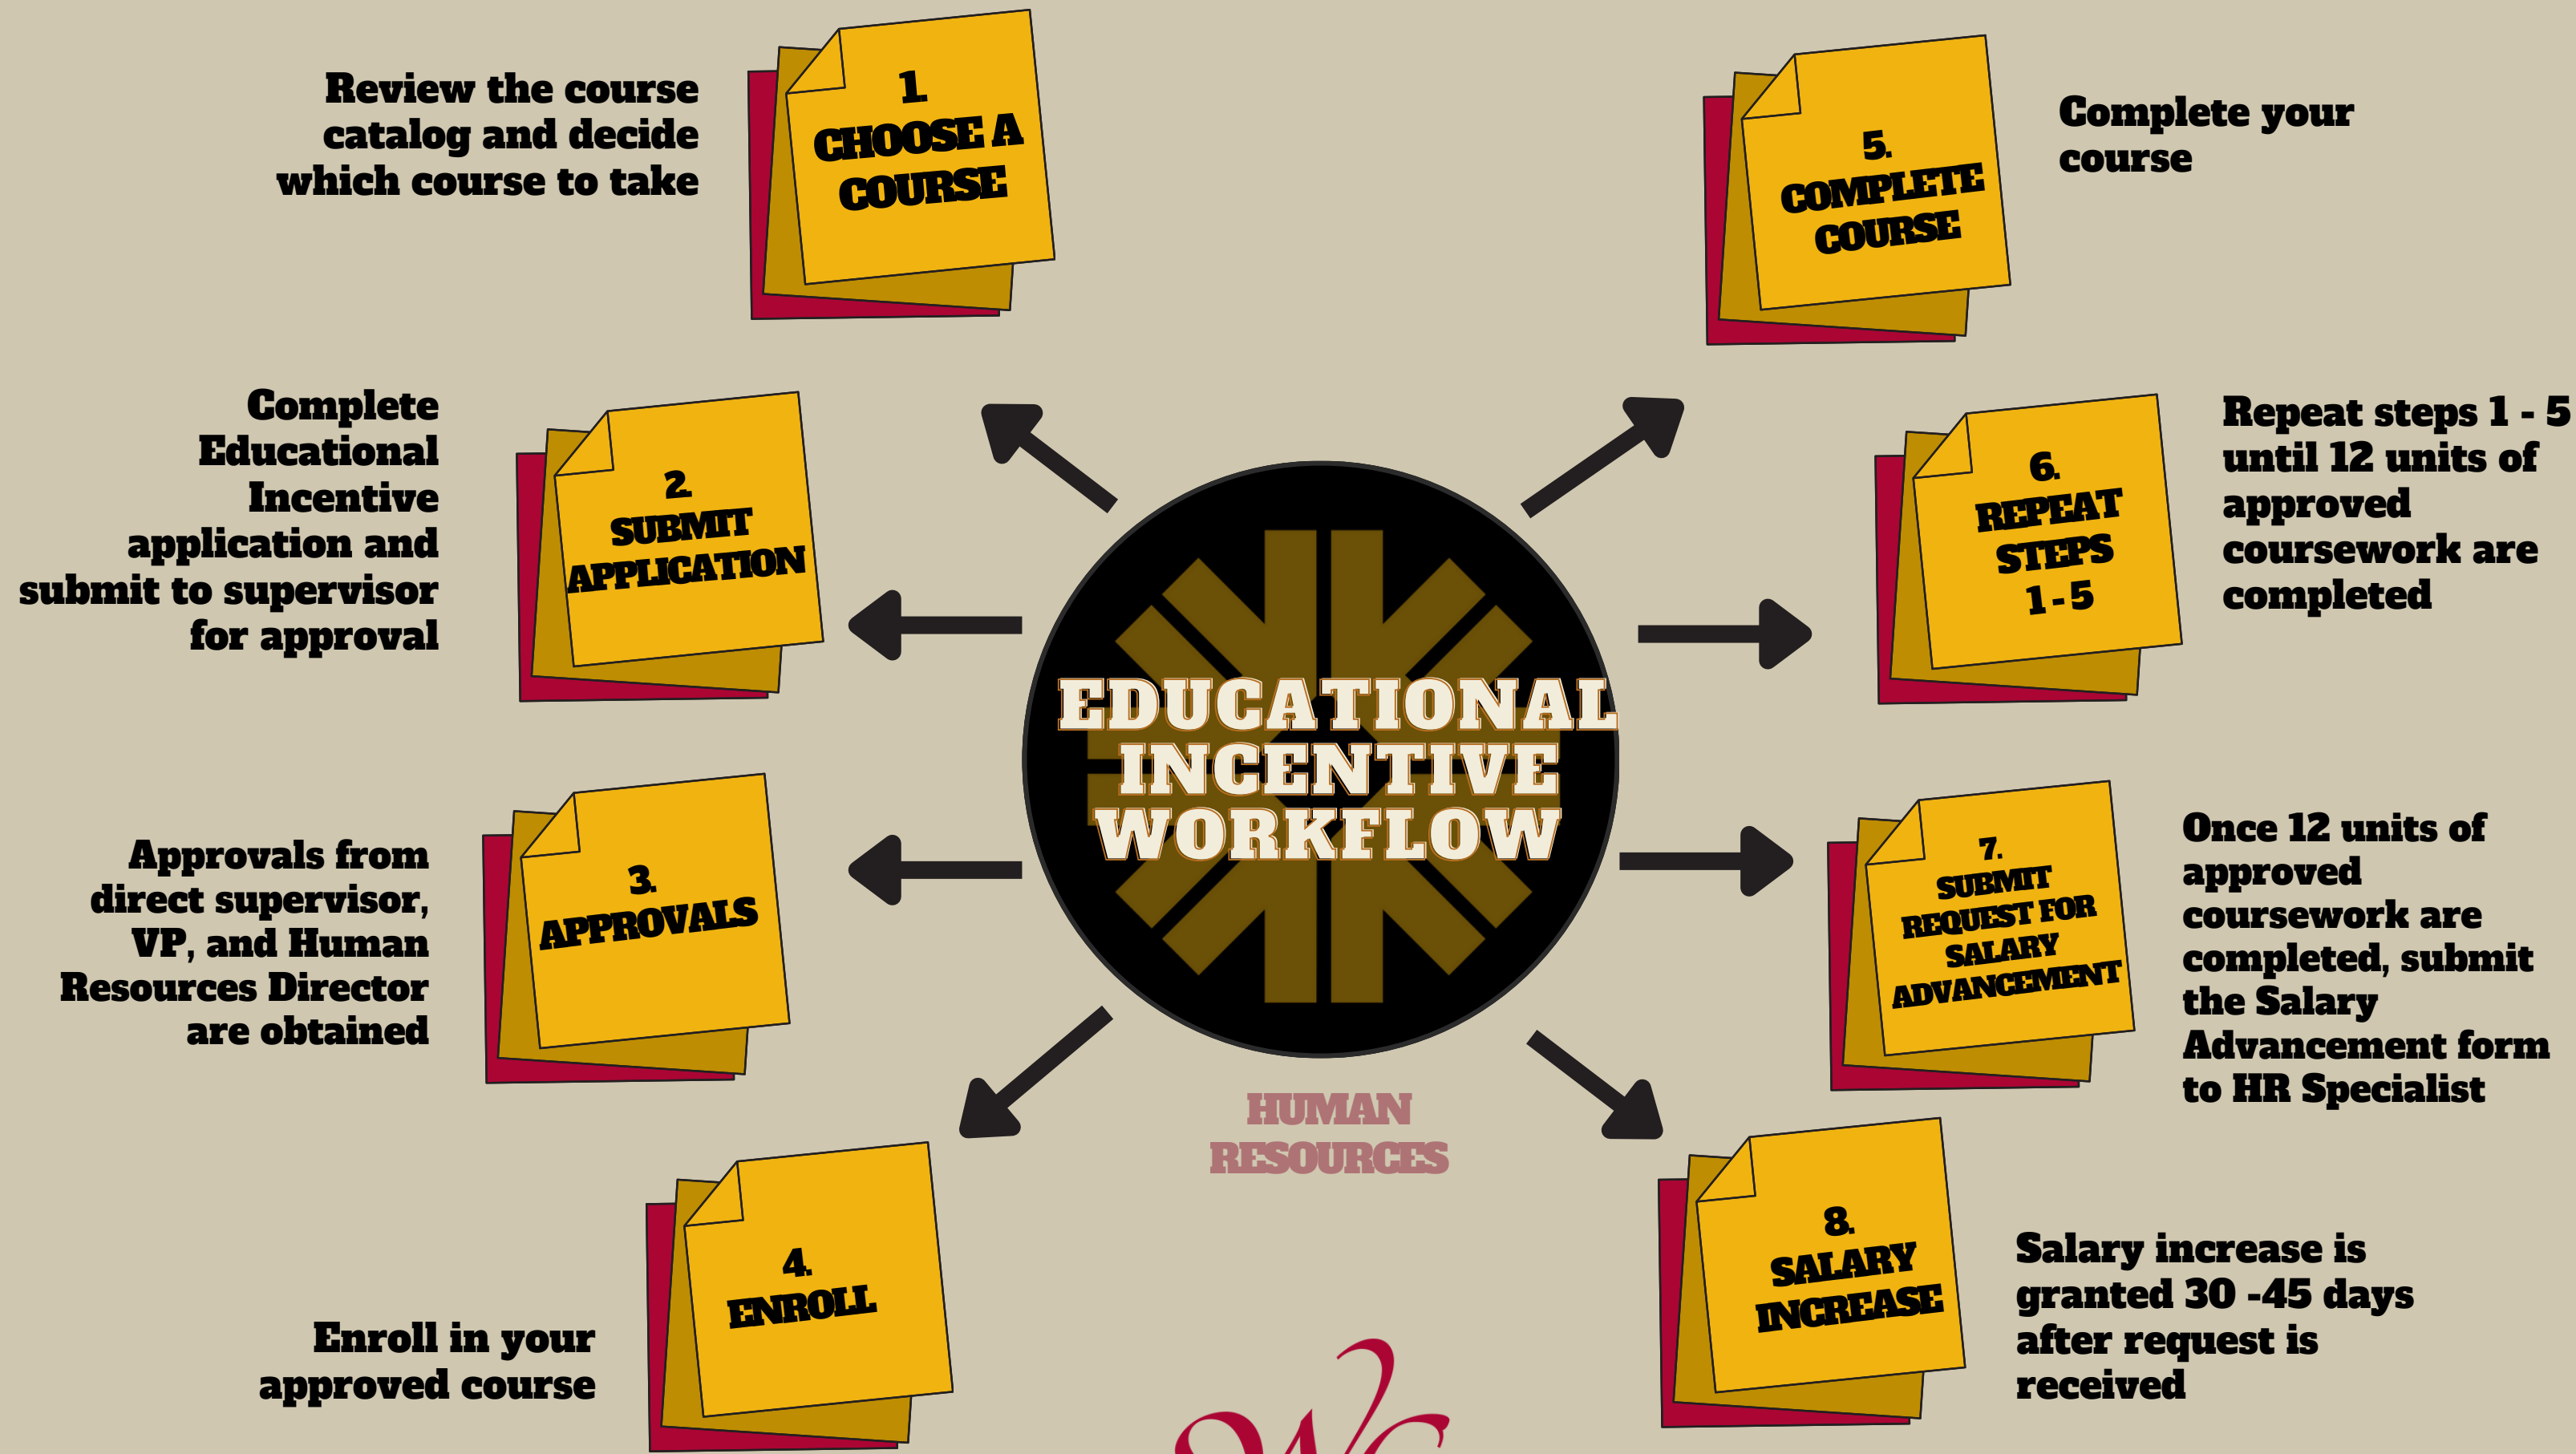 Review the course
catalog and decide
which course to take
1.
CHOOSE A
COURSE
Complete
Educational
Incentive
application and
submit to supervisor
for approval
2.
SUBMIT
APPLICATION
Approvals from
direct supervisor,
VP, and Human
Resources Director
are obtained
3.
APPROVALS
Enroll in your
approved course
4.
ENROLL
EDUCATIONAL
INCENTIVE
WORKFLOW
HUMAN
RESOURCES
5.
COMPLETE
COURSE
Complete your
course
6.
REPEAT
STEPS
1 - 5
Repeat steps 1 - 5
until 12 units of
approved
coursework are
completed
7.
SUBMIT
REQUEST FOR
SALARY
ADVANCEMENT
Once 12 units of
approved
coursework are
completed, submit
the Salary
Advancement form
to HR Specialist
8.
SALARY
INCREASE
Salary increase is
granted 30 -45 days
after request is
received